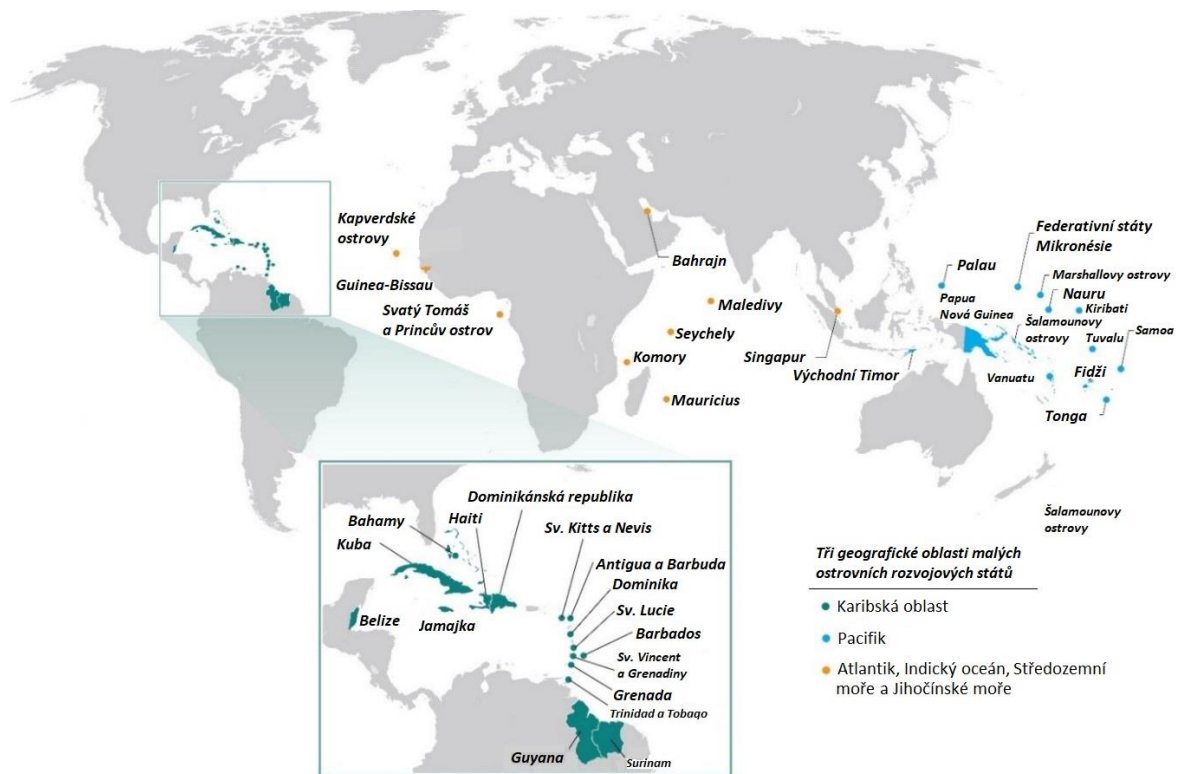 Kapverdské
ostrovy
Guinea-Bissau
Svatý Tomáš
a Princův ostrov
Bahrajn
Maledivy
Seychely
Komory
Mauricius
Singapur
Východní Timor
Palau
Papua
Nová Guinea
Federativní státy
Mikronésie
Marshallovy ostrovy
Nauru
Kiribati
Šalamounovy
ostrovy
Tuvalu
Samoa
Vanuatu
Fidži
Tonga
Šalamounovy
ostrovy
Dominikánská republika
Bahamy
Haiti
Kuba
Sv. Kitts a Nevis
Antigua a Barbuda
Dominika
Sv. Lucie
Belize
Jamajka
Barbados
Sv. Vincent
a Grenadiny
Grenada
Trinidad a Tobago
Guyana
Surinam
Tři geografické oblasti malých
ostrovních rozvojových států
Karibská oblast
Pacifik
Atlantik, Indický oceán, Středozemní
moře a Jihočínské moře